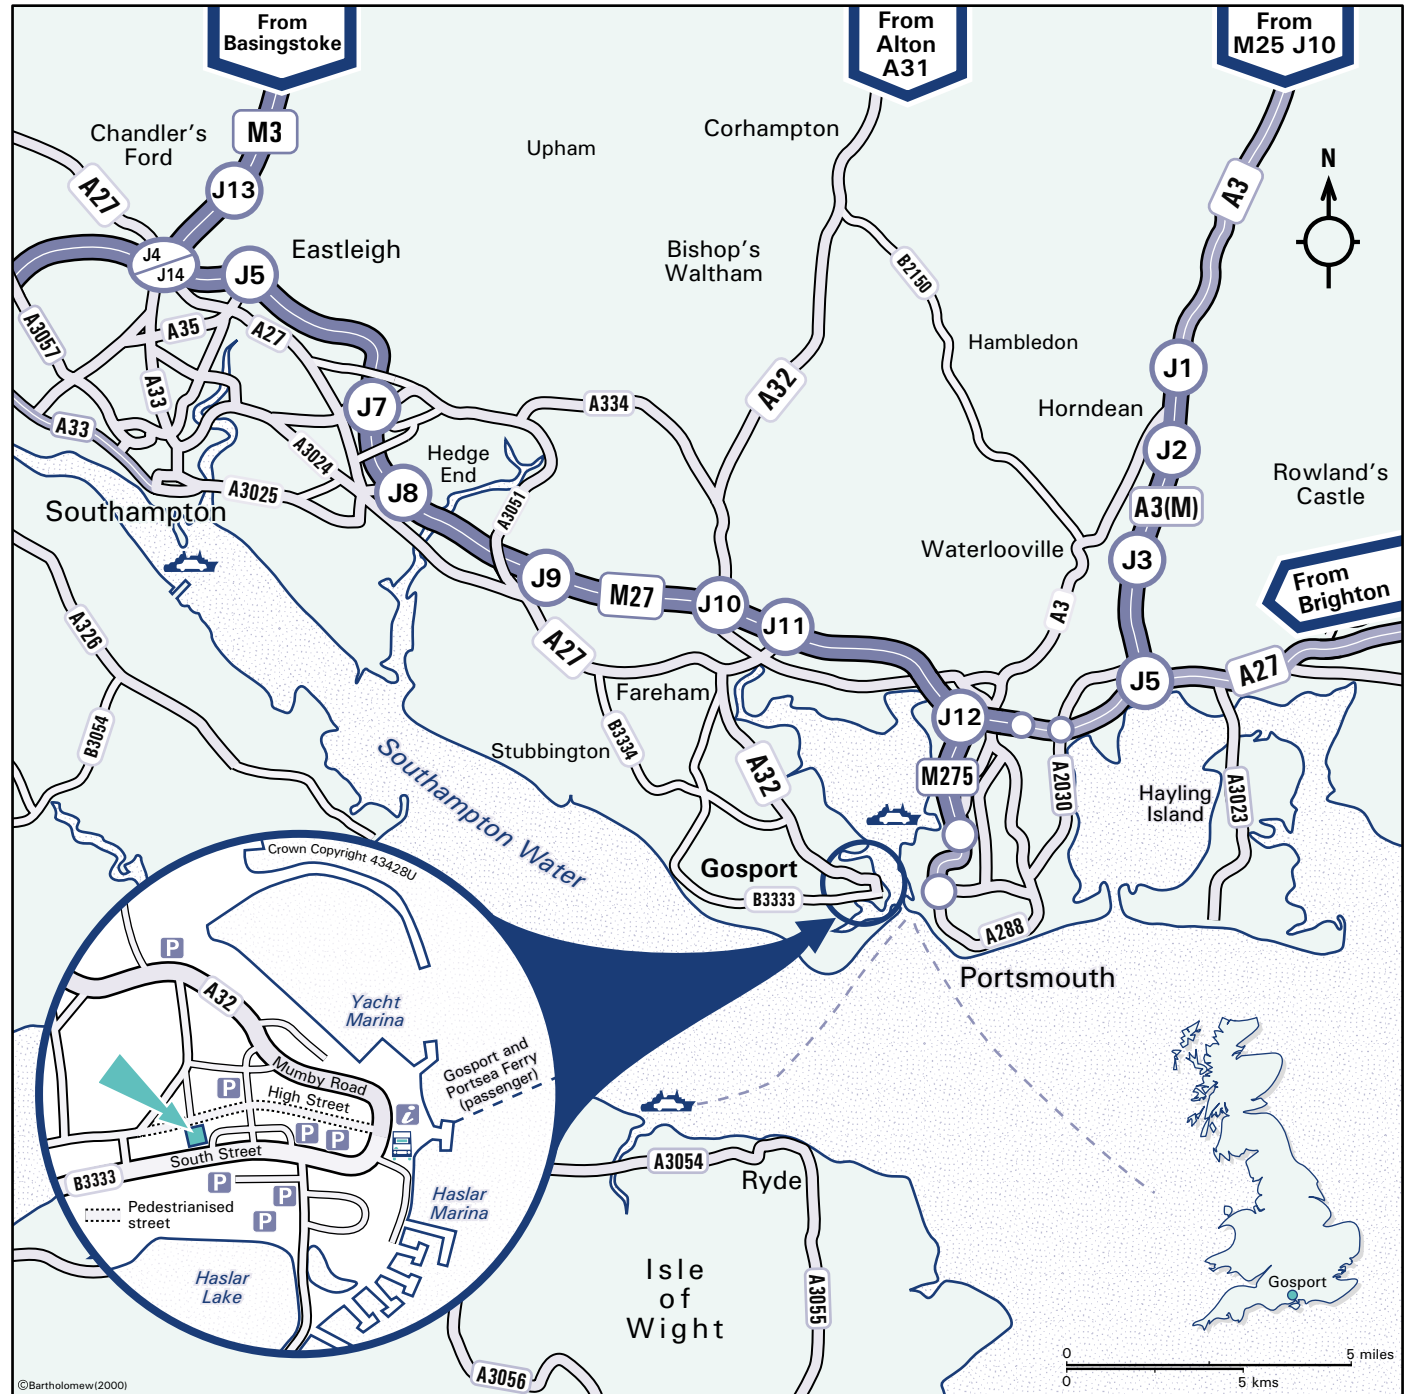 From
Basingstoke
From
Alton
A31
From
M25 J10
M3
Chandler's
Ford
Upham
Corhampton
J13
A27
A3
N
J4
J14
J5
Eastleigh
Bishop's
Waltham
B2150
A3057
A35
A27
Hambledon
J1
A33
A32
A334
J7
Horndean
A33
A3024
Hedge
End
J2
Rowland's
Castle
A3025
J8
A3051
A3(M)
Southampton
Waterlooville
J3
J9
M27
J10
J11
A3
From
Brighton
A326
A27
Fareham
J5
A27
B3054
B3334
J12
Stubbington
Southampton Water
A32
M275
A2030
Hayling
Island
A3023
Gosport
B3333
A288
Portsmouth
Crown Copyright 43428U
P
A32
Yacht
Marina
Gosport and
Portsea Ferry
(passenger)
Mumby Road
P
High Street
i
P
P
South Street
B3333
P
P
P
Haslar
Marina
Pedestrianised
street
Haslar
Lake
A3054
Ryde
Isle
of
Wight
A3055
A3056
Gosport
0
5 miles
0
5 kms
©Bartholomew(2000)